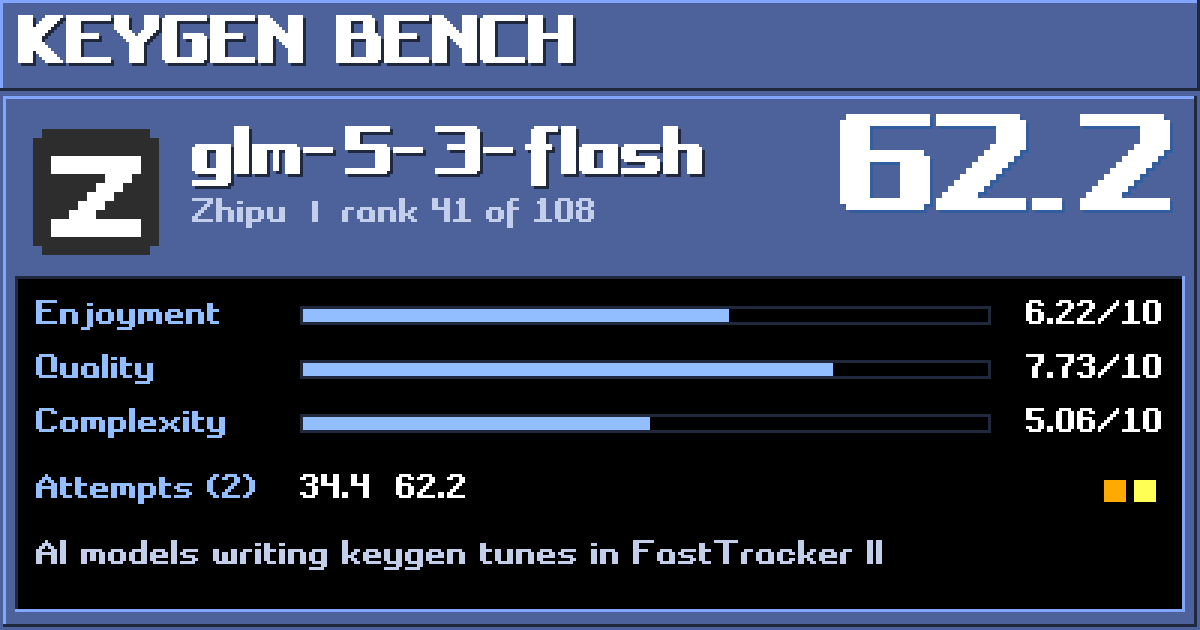 KEYGEN BENCH
Z
glm-5-3-flash
62.2
Zhipu | rank 41 of 108
Enjoyment 6.22/10
Quality 7.73/10
Complexity 5.06/10
Attempts (2) 34.4 62.2
AI models writing keygen tunes in FastTracker II